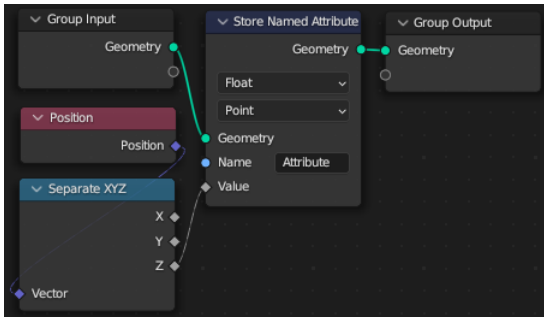 Group Input
Geometry
Position
Position
Separate XYZ
X
Y
Z
Vector
Store Named Attribute
Geometry
Float
Point
Geometry
Name Attribute
Value
Group Output
Geometry